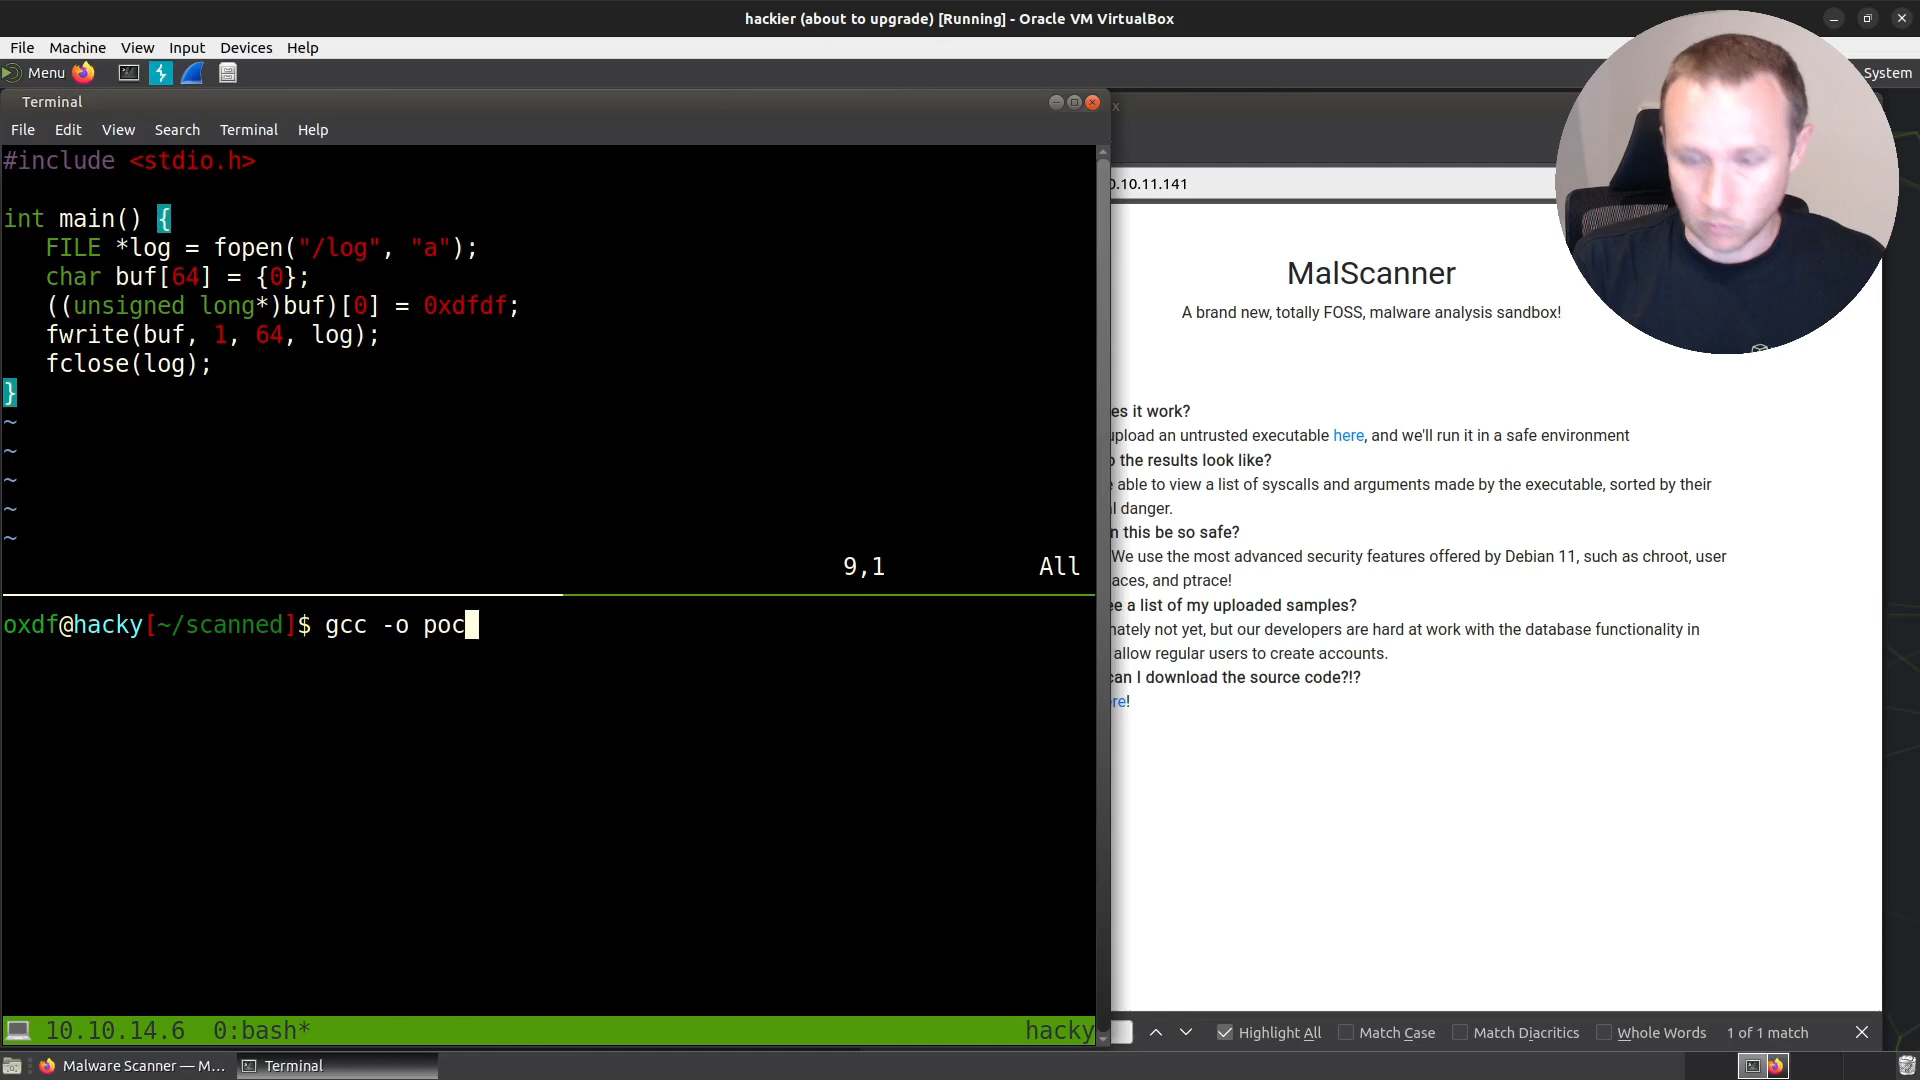 hackier (about to upgrade) [Running] - Oracle VM VirtualBox
File Machine View Input Devices Help
Menu
System
Terminal
x
File Edit View Search Terminal Help
#include <stdio.h>
int main() {
FILE *log = fopen("/log", "a");
char buf[64] = {0};
((unsigned long*)buf)[0] = 0xdfdf;
fwrite(buf, 1, 64, log);
fclose(log);
}
~
~
~
~
~
9,1 All
oxdf@hacky[~/scanned]$ gcc -o poc
10.10.14.6 0:bash* hacky
0.10.11.141
MalScanner
A brand new, totally FOSS, malware analysis sandbox!
es it work?
upload an untrusted executable here, and we'll run it in a safe environment
the results look like?
able to view a list of syscalls and arguments made by the executable, sorted by their
l danger.
n this be so safe?
We use the most advanced security features offered by Debian 11, such as chroot, user
aces, and ptrace!
e a list of my uploaded samples?
nately not yet, but our developers are hard at work with the database functionality in
allow regular users to create accounts.
can I download the source code?!?
ere!
Highlight All Match Case Match Diacritics Whole Words 1 of 1 match
Malware Scanner — M... Terminal